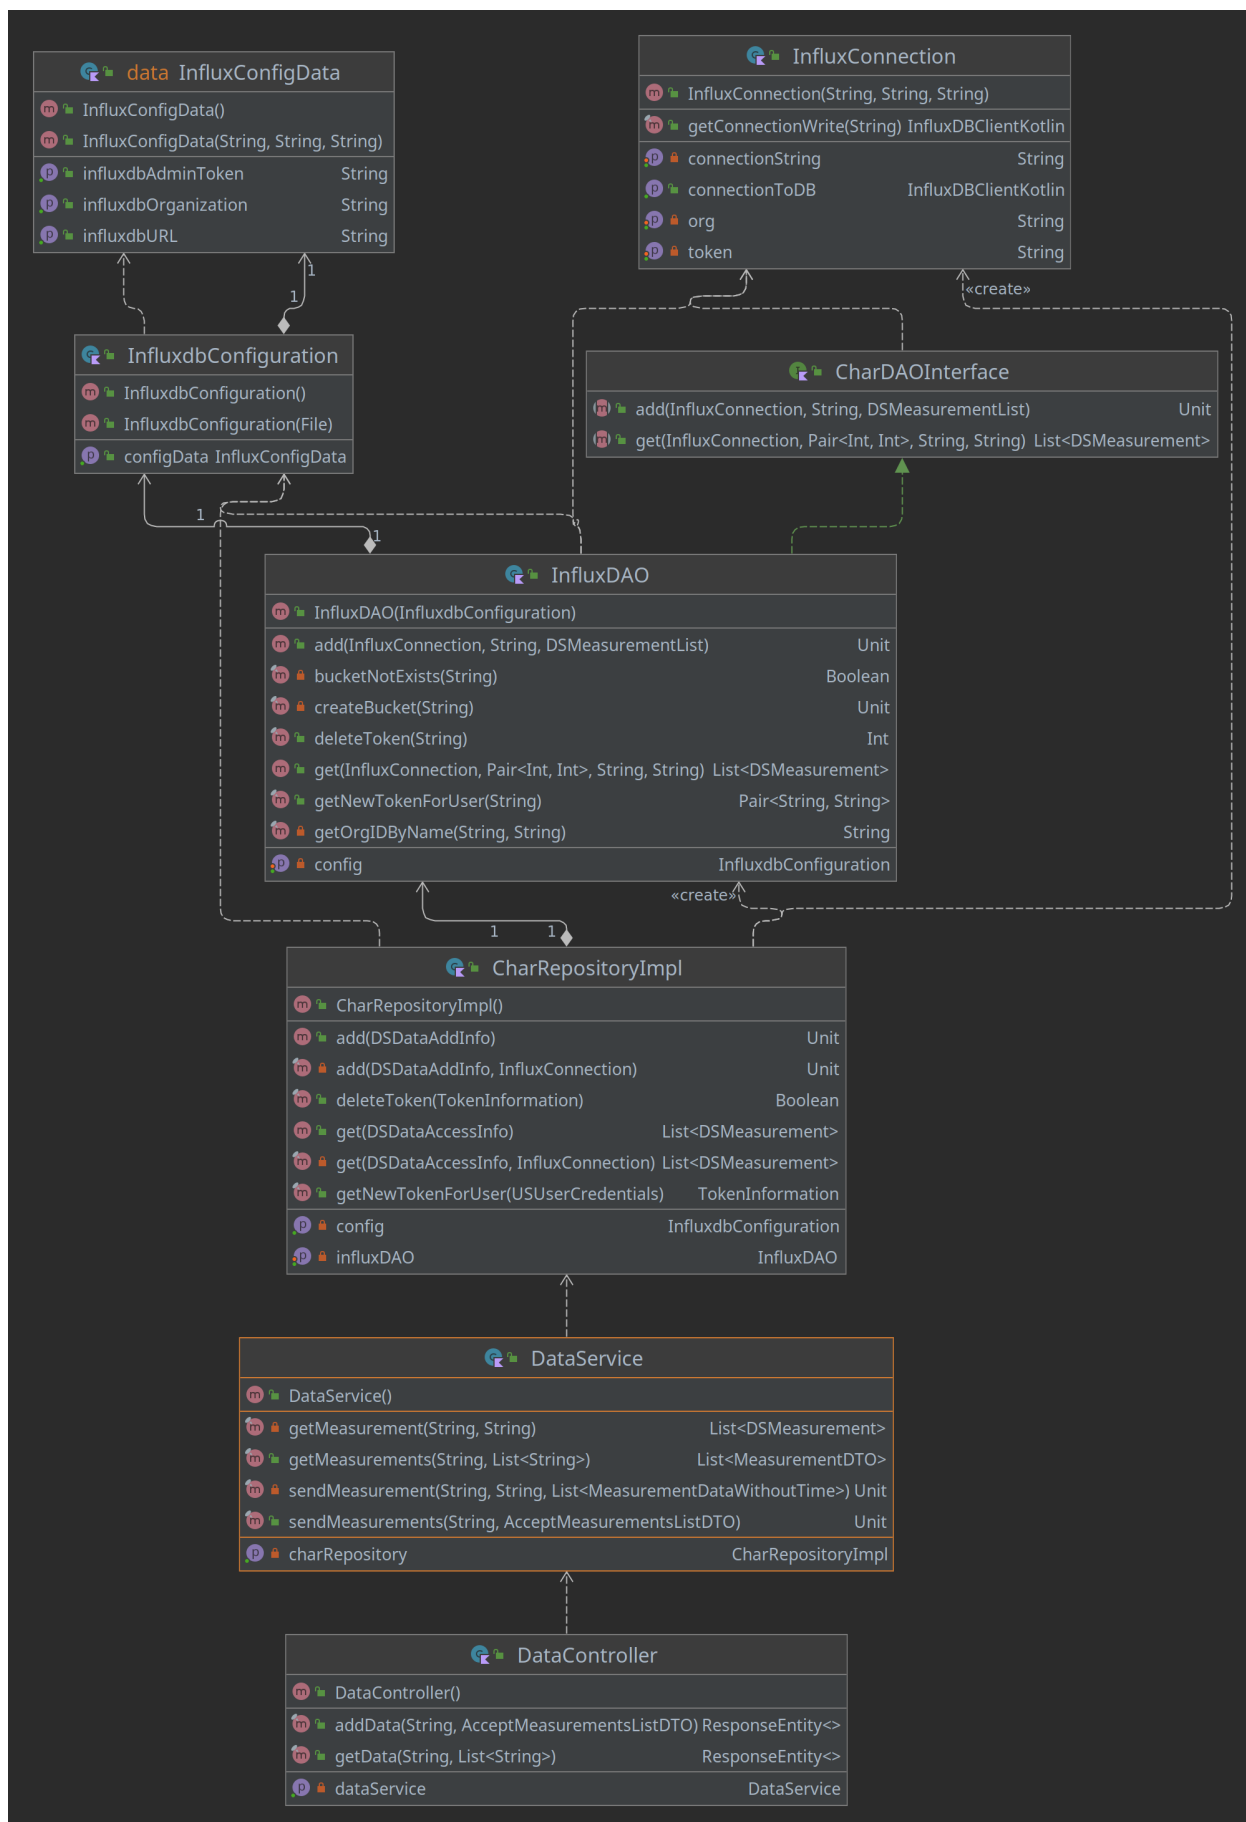 data InfluxConfigData
InfluxConfigData()
InfluxConfigData(String, String, String)
influxdbAdminToken String
influxdbOrganization String
influxdbURL String
InfluxConnection
InfluxConnection(String, String, String)
getConnectionWrite(String) InfluxDBClientKotlin
connectionString String
connectionToDB InfluxDBClientKotlin
org String
token String
1
1
«create»
InfluxdbConfiguration
InfluxdbConfiguration()
InfluxdbConfiguration(File)
configData InfluxConfigData
CharDAOInterface
add(InfluxConnection, String, DSMeasurementList) Unit
get(InfluxConnection, Pair<Int, Int>, String, String) List<DSMeasurement>
1
1
InfluxDAO
InfluxDAO(InfluxdbConfiguration)
add(InfluxConnection, String, DSMeasurementList) Unit
bucketNotExists(String) Boolean
createBucket(String) Unit
deleteToken(String) Int
get(InfluxConnection, Pair<Int, Int>, String, String) List<DSMeasurement>
getNewTokenForUser(String) Pair<String, String>
getOrgIDByName(String, String) String
config InfluxdbConfiguration
«create»
1 1
CharRepositoryImpl
CharRepositoryImpl()
add(DSDataAddInfo) Unit
add(DSDataAddInfo, InfluxConnection) Unit
deleteToken(TokenInformation) Boolean
get(DSDataAccessInfo) List<DSMeasurement>
get(DSDataAccessInfo, InfluxConnection) List<DSMeasurement>
getNewTokenForUser(USUserCredentials) TokenInformation
config InfluxdbConfiguration
influxDAO InfluxDAO
DataService
DataService()
getMeasurement(String, String) List<DSMeasurement>
getMeasurements(String, List<String>) List<MeasurementDTO>
sendMeasurement(String, String, List<MeasurementDataWithoutTime>) Unit
sendMeasurements(String, AcceptMeasurementsListDTO) Unit
charRepository CharRepositoryImpl
DataController
DataController()
addData(String, AcceptMeasurementsListDTO) ResponseEntity<>
getData(String, List<String>) ResponseEntity<>
dataService DataService